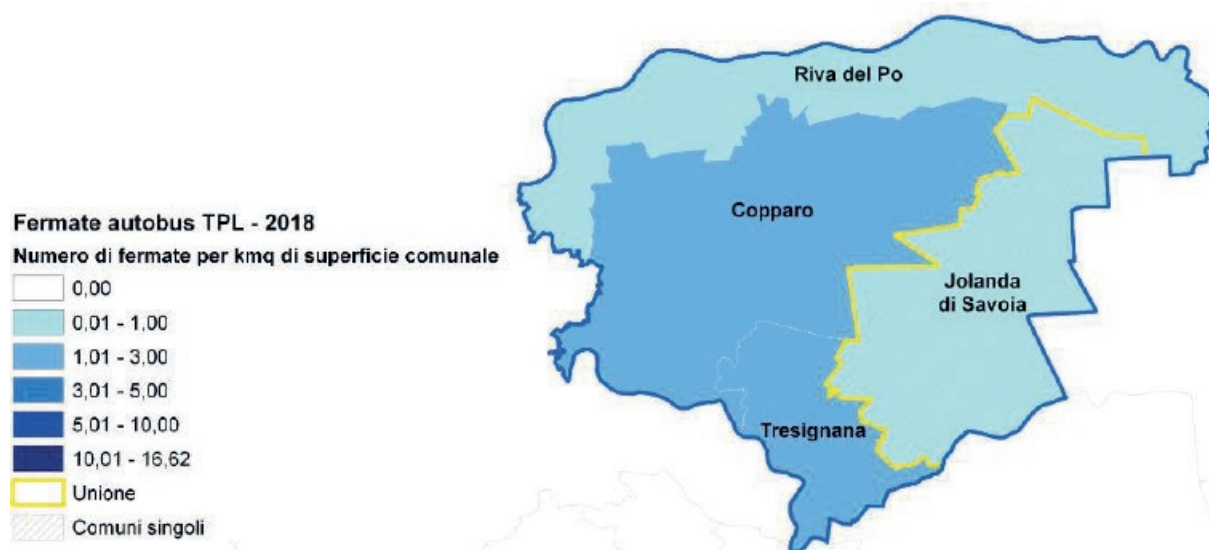 Riva del Po
Copparo
Jolanda
di Savoia
Tresignana
Fermate autobus TPL - 2018
Numero di fermate per kmq di superficie comunale
0,00
0,01 - 1,00
1,01 - 3,00
3,01 - 5,00
5,01 - 10,00
10,01 - 16,62
Unione
Comuni singoli